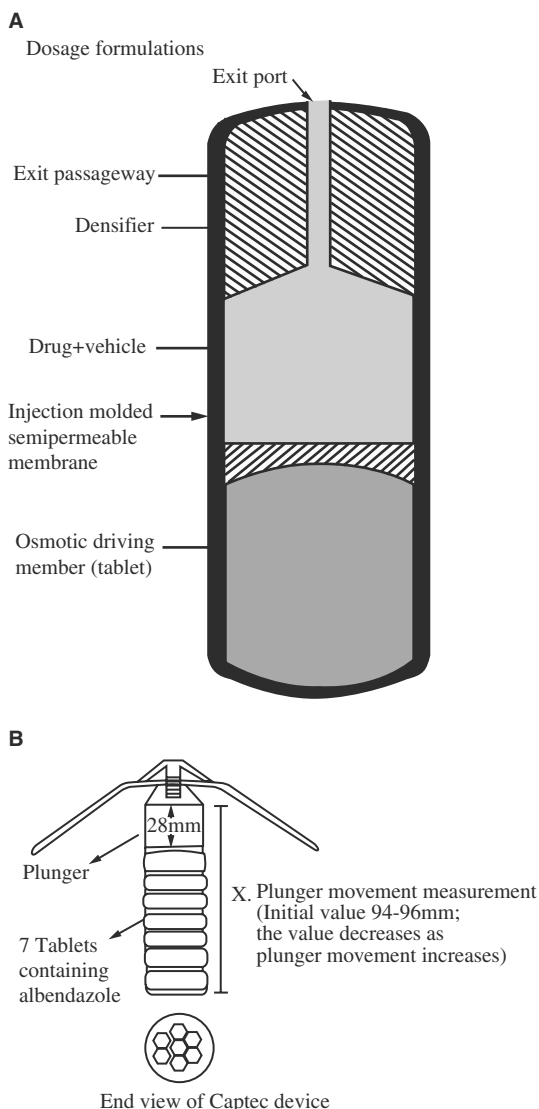 A
Dosage formulations
Exit port
Exit passageway
Densifier
Drug+vehicle
Injection molded
semipermeable
membrane
Osmotic driving
member (tablet)
B
28mm
Plunger
X. Plunger movement measurement
(Initial value 94-96mm;
the value decreases as
plunger movement increases)
7 Tablets
containing
albendazole
End view of Captec device